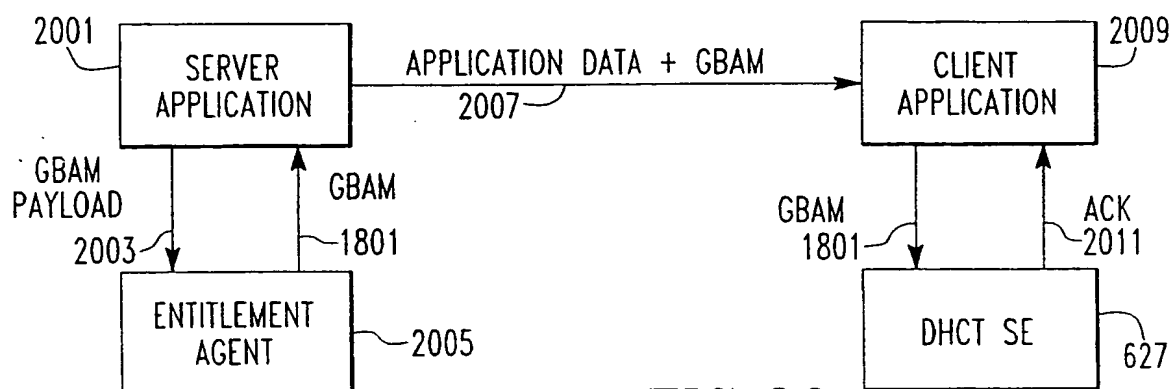 2001
SERVER
APPLICATION
APPLICATION DATA + GBAM
2007
CLIENT
APPLICATION
2009
GBAM
PAYLOAD
2003
GBAM
1801
GBAM
1801
ACK
2011
ENTITLEMENT
AGENT
2005
DHCT SE
627